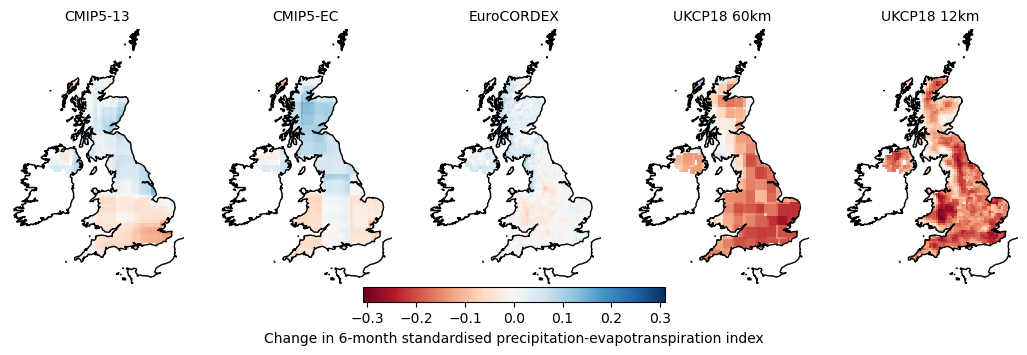 CMIP5-13 CMIP5-EC EuroCORDEX UKCP18 60km UKCP18 12km
−0.3 −0.2 −0.1 0.0 0.1 0.2 0.3
Change in 6-month standardised precipitation-evapotranspiration index